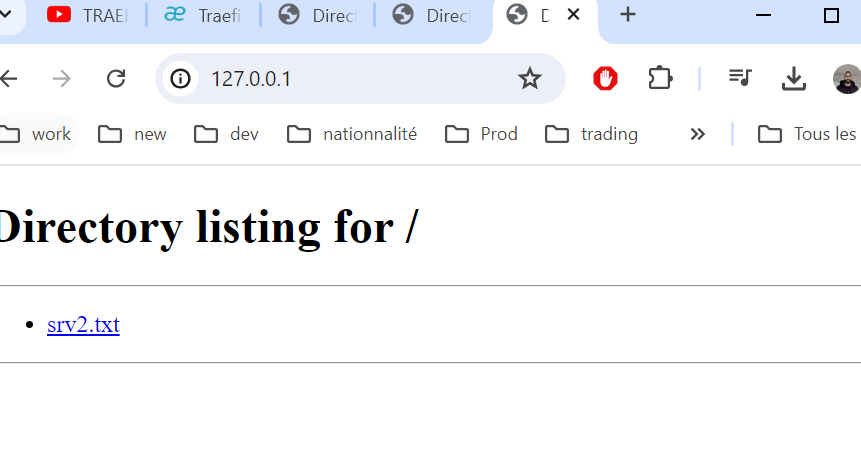 TRAEF Traefi Direct Direct D
127.0.0.1
work new dev nationnalité Prod trading » Tous les
Directory listing for /
srv2.txt